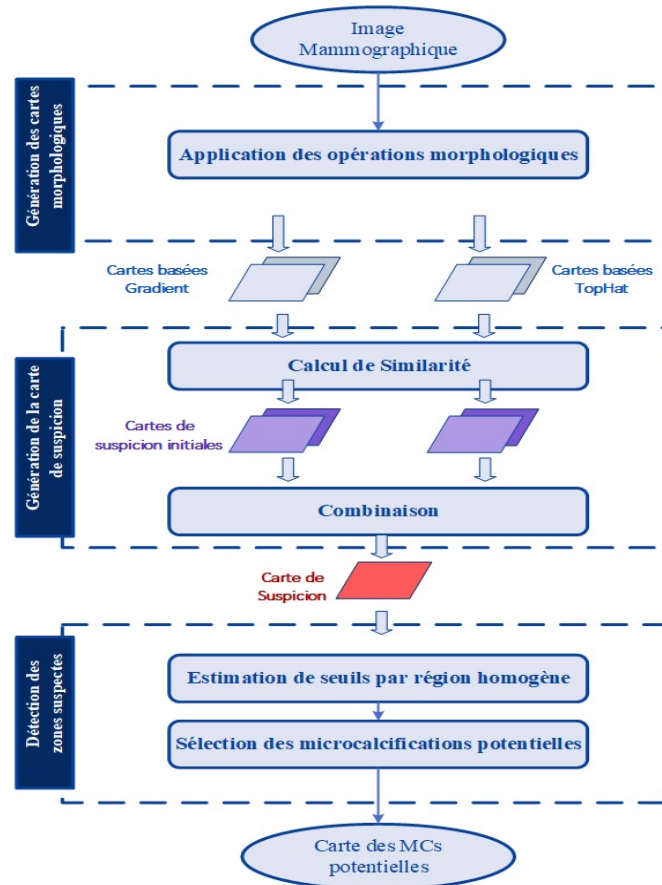 Image
Mammographique
Génération des cartes
morphologiques
Application des opérations morphologiques
Cartes basées
Gradient
Cartes basées
TopHat
Génération de la carte
de suspicion
Calcul de Similarité
Cartes de
suspicion initiales
Combinaison
Carte de
Suspicion
Détection des
zones suspectes
Estimation de seuils par région homogène
Sélection des microcalcifications potentielles
Carte des MCs
potentielles